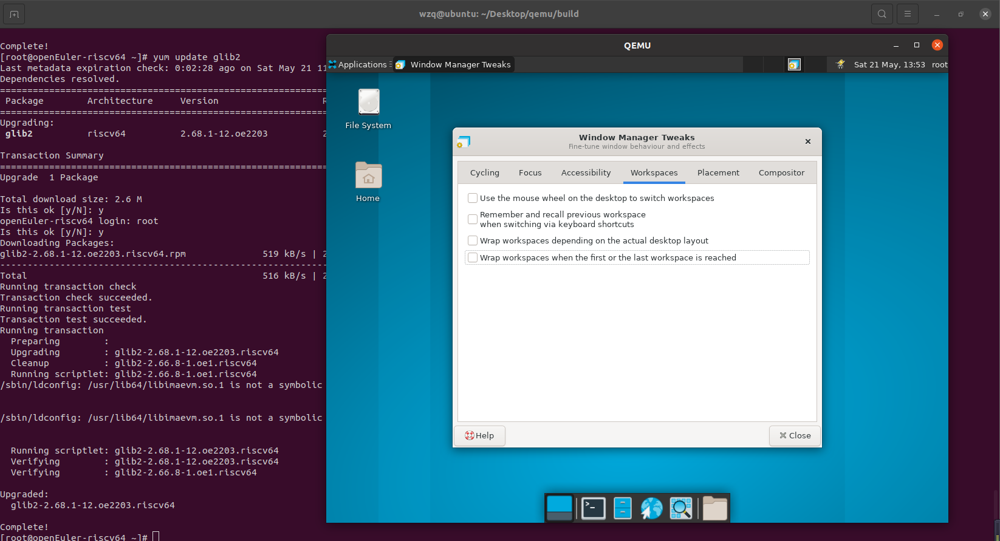 wzq@ubuntu: ~/Desktop/qemu/build
Complete!
[root@openEuler-riscv64 ~]# yum update glib2
Last metadata expiration check: 0:02:28 ago on Sat May 21 11
Dependencies resolved.
================================================================
Package Architecture Version R
================================================================
Upgrading:
glib2 riscv64 2.68.1-12.oe2203 2
Transaction Summary
================================================================
Upgrade 1 Package
Total download size: 2.6 M
Is this ok [y/N]: y
openEuler-riscv64 login: root
Is this ok [y/N]: y
Downloading Packages:
glib2-2.68.1-12.oe2203.riscv64.rpm 519 kB/s | 2
----------------------------------------------------------------
Total 516 kB/s | 2
Running transaction check
Transaction check succeeded.
Running transaction test
Transaction test succeeded.
Running transaction
Preparing :
Upgrading : glib2-2.68.1-12.oe2203.riscv64
Cleanup : glib2-2.66.8-1.oe1.riscv64
Running scriptlet: glib2-2.66.8-1.oe1.riscv64
/sbin/ldconfig: /usr/lib64/libimaevm.so.1 is not a symbolic
/sbin/ldconfig: /usr/lib64/libimaevm.so.1 is not a symbolic
Running scriptlet: glib2-2.68.1-12.oe2203.riscv64
Verifying : glib2-2.68.1-12.oe2203.riscv64
Verifying : glib2-2.66.8-1.oe1.riscv64
Upgraded:
glib2-2.68.1-12.oe2203.riscv64
Complete!
[root@openEuler-riscv64 ~]#
QEMU
Applications Window Manager Tweaks Sat 21 May, 13:53 root
File System
Home
Window Manager Tweaks
Fine-tune window behaviour and effects
Cycling Focus Accessibility Workspaces Placement Compositor
Use the mouse wheel on the desktop to switch workspaces
Remember and recall previous workspace
when switching via keyboard shortcuts
Wrap workspaces depending on the actual desktop layout
Wrap workspaces when the first or the last workspace is reached
Help Close